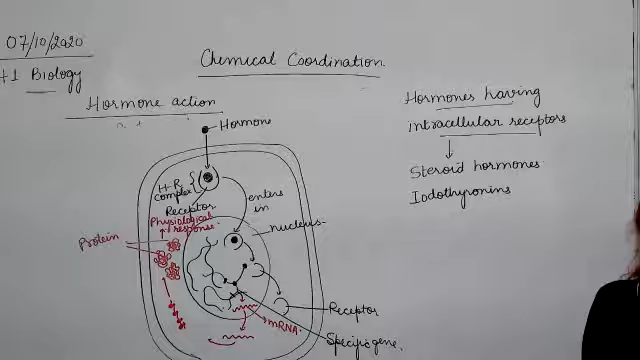 07/10/2020
+1 Biology
Chemical Coordination
Hormone action
Hormone
H-R
complex
Receptor
Physiological
response
enters
in
nucleus
Protein
Receptor
mRNA
Specific gene
Hormones having
intracellular receptors
Steroid hormones
Iodothyronins